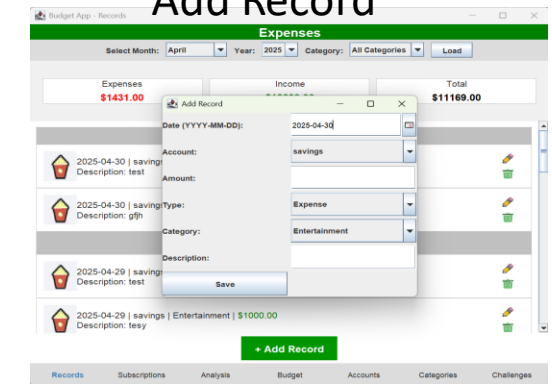 Add Record
Budget App - Records
Expenses
Select Month: April Year: 2025 Category: All Categories Load
Expenses Income Total
$1431.00 $11169.00
Add Record
Date (YYYY-MM-DD): 2025-04-30
Account: savings
Amount:
Type: Expense
Category: Entertainment
Description:
Save
2025-04-30 | savings
Description: test
2025-04-30 | savings
Description: gfjh
2025-04-29 | savings
Description: test
2025-04-29 | savings | Entertainment | $1000.00
Description: tesy
+ Add Record
Records Subscriptions Analysis Budget Accounts Categories Challenges